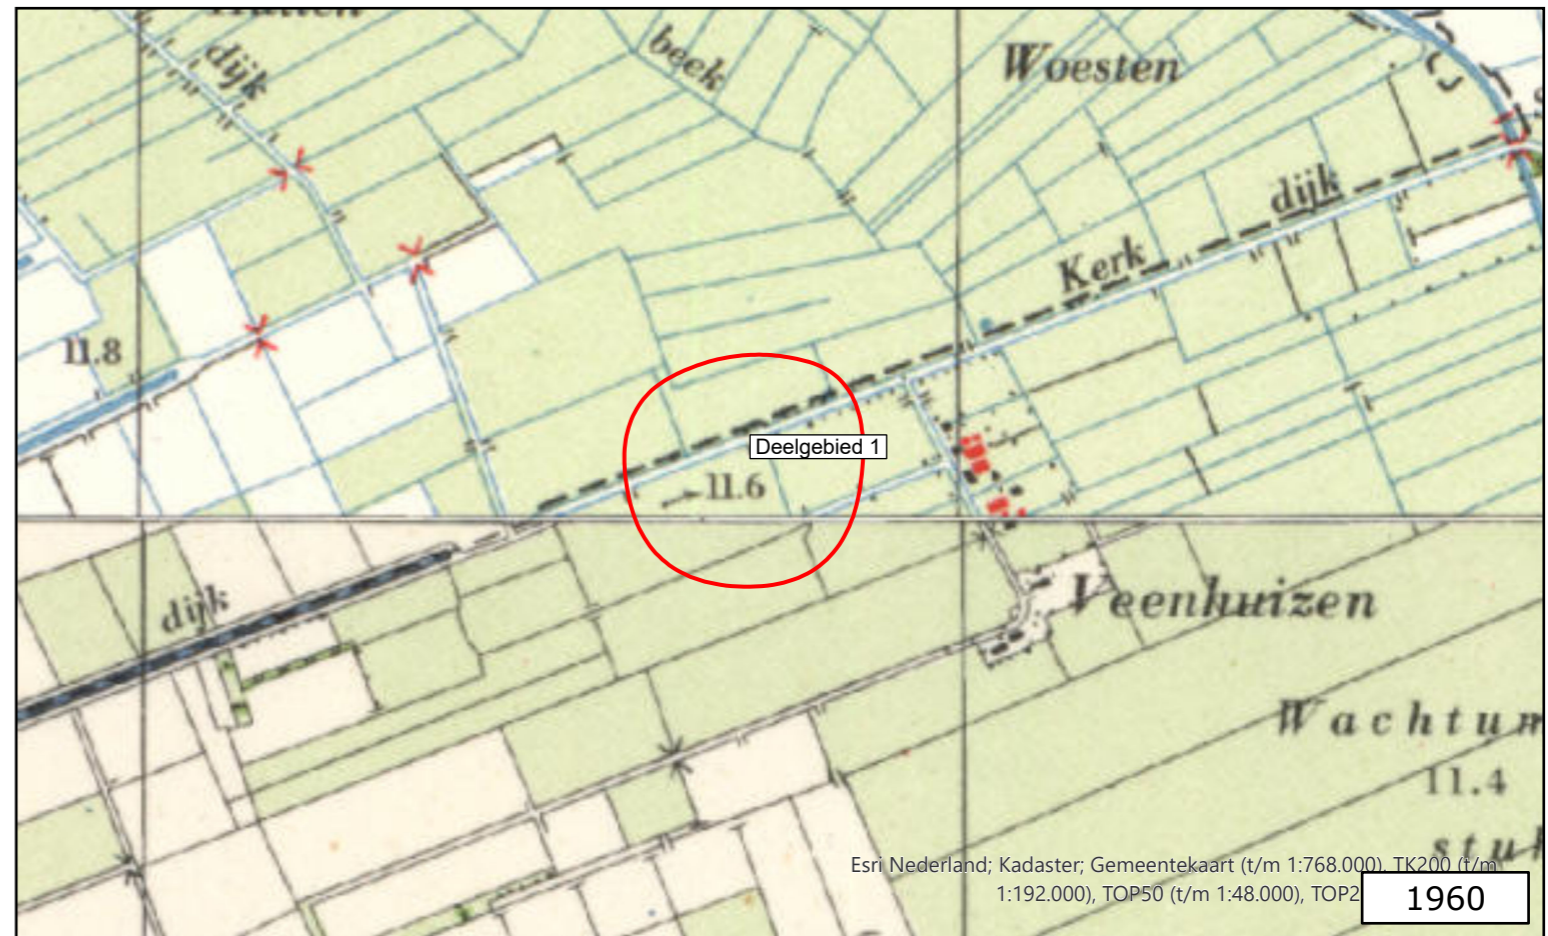 dijk
beek
Woesten
dijk
Kerk
11.8
Deelgebied 1
11.6
dijk
Veenhuizen
Wachtum
11.4
Esri Nederland; Kadaster; Gemeentekaart (t/m 1:768.000), TK200 (t/m
1:192.000), TOP50 (t/m 1:48.000), TOP2
1960